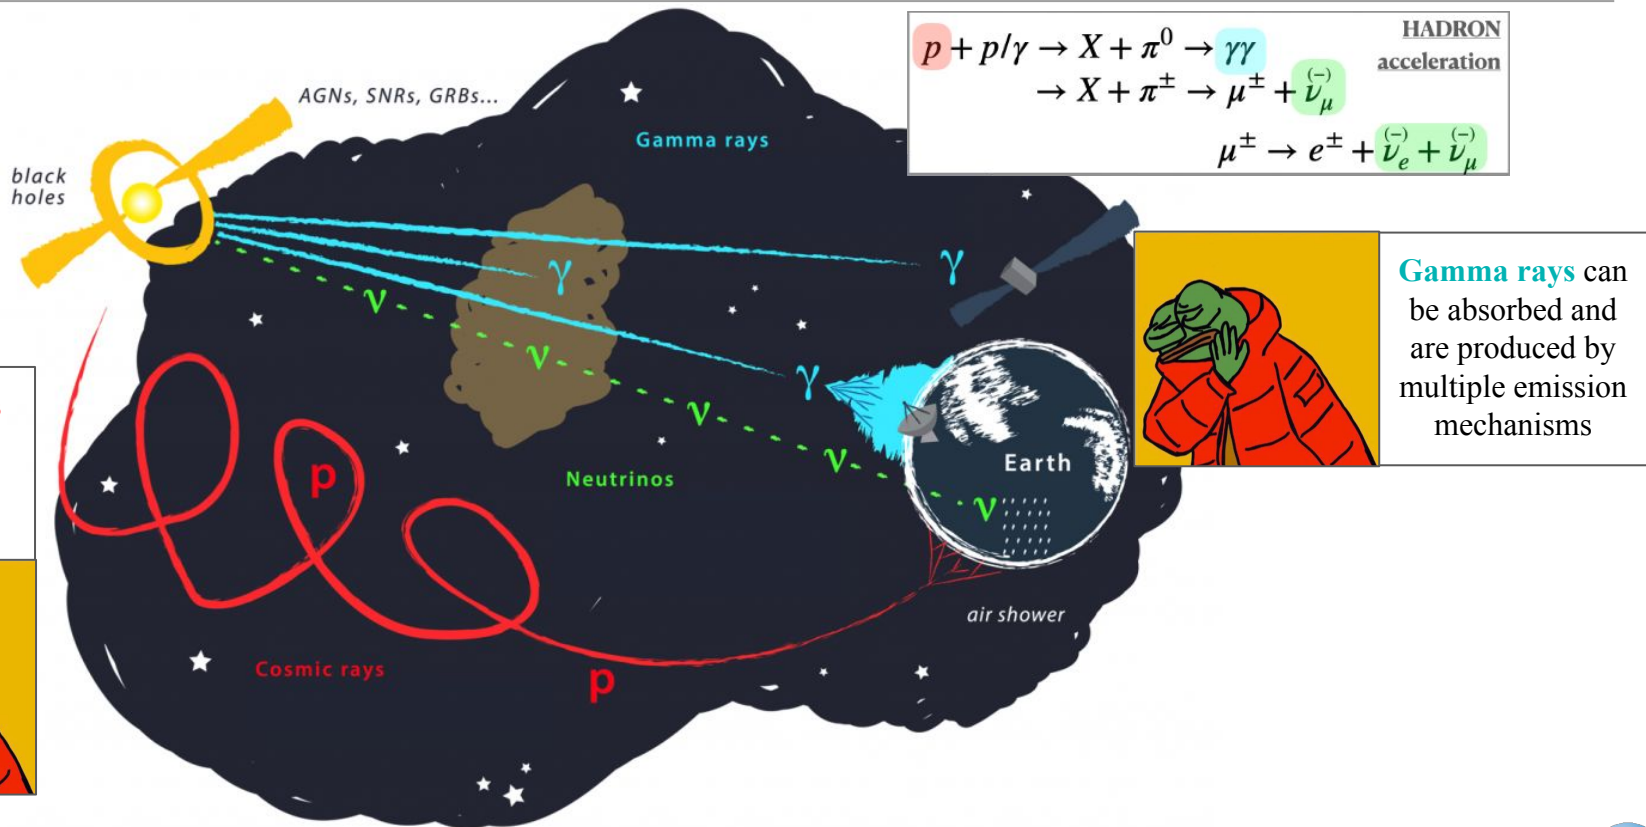 p + p/γ → X + π⁰ → γγ
→ X + π± → μ± + ν_μ^(−)
μ± → e± + ν_e^(−) + ν_μ^(−)
HADRON
acceleration
AGNs, SNRs, GRBs...
black
holes
Gamma rays
γ
γ
γ
ν
ν
ν
ν
ν
Neutrinos
Earth
p
air shower
Cosmic rays
p
Gamma rays can
be absorbed and
are produced by
multiple emission
mechanisms